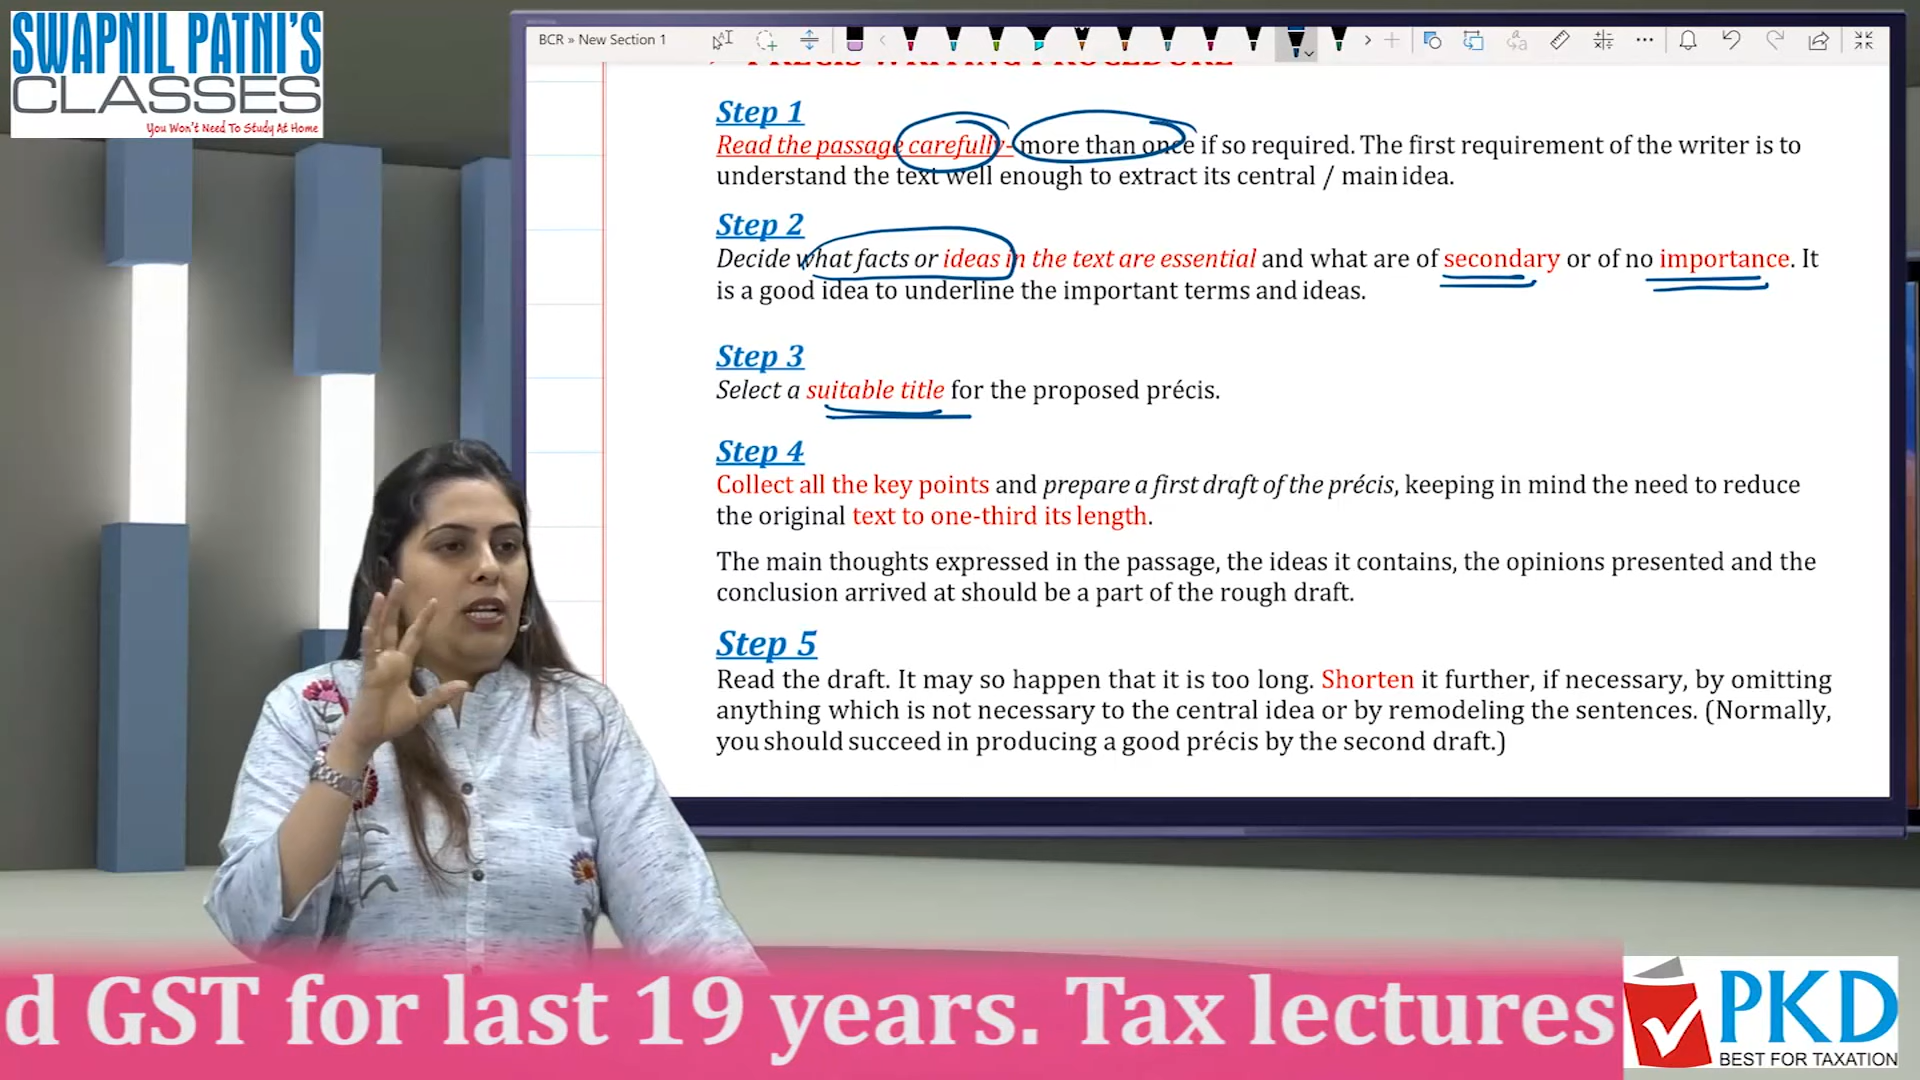 SWAPNIL PATNI'S
CLASSES
You Won't Need To Study At Home
BCR » New Section 1
PRÉCIS WRITING PROCEDURE
Step 1
Read the passage carefully- more than once if so required. The first requirement of the writer is to
understand the text well enough to extract its central / main idea.
Step 2
Decide what facts or ideas in the text are essential and what are of secondary or of no importance. It
is a good idea to underline the important terms and ideas.
Step 3
Select a suitable title for the proposed précis.
Step 4
Collect all the key points and prepare a first draft of the précis, keeping in mind the need to reduce
the original text to one-third its length.
The main thoughts expressed in the passage, the ideas it contains, the opinions presented and the
conclusion arrived at should be a part of the rough draft.
Step 5
Read the draft. It may so happen that it is too long. Shorten it further, if necessary, by omitting
anything which is not necessary to the central idea or by remodeling the sentences. (Normally,
you should succeed in producing a good précis by the second draft.)
d GST for last 19 years. Tax lectures
PKD
BEST FOR TAXATION